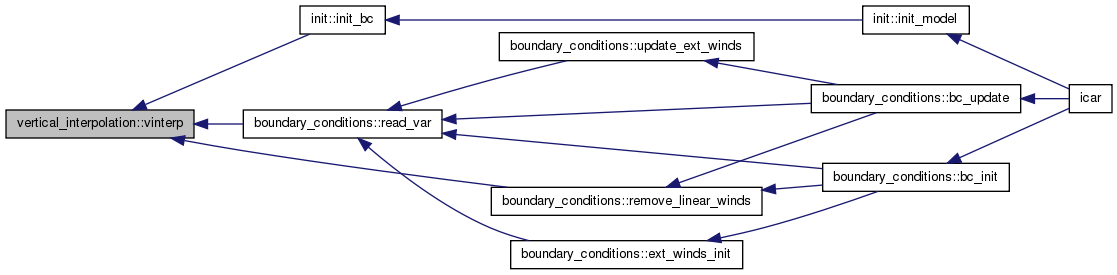 init::init_bc
init::init_model
boundary_conditions::update_ext_winds
boundary_conditions::bc_update
icar
vertical_interpolation::vinterp
boundary_conditions::read_var
boundary_conditions::bc_init
boundary_conditions::remove_linear_winds
boundary_conditions::ext_winds_init